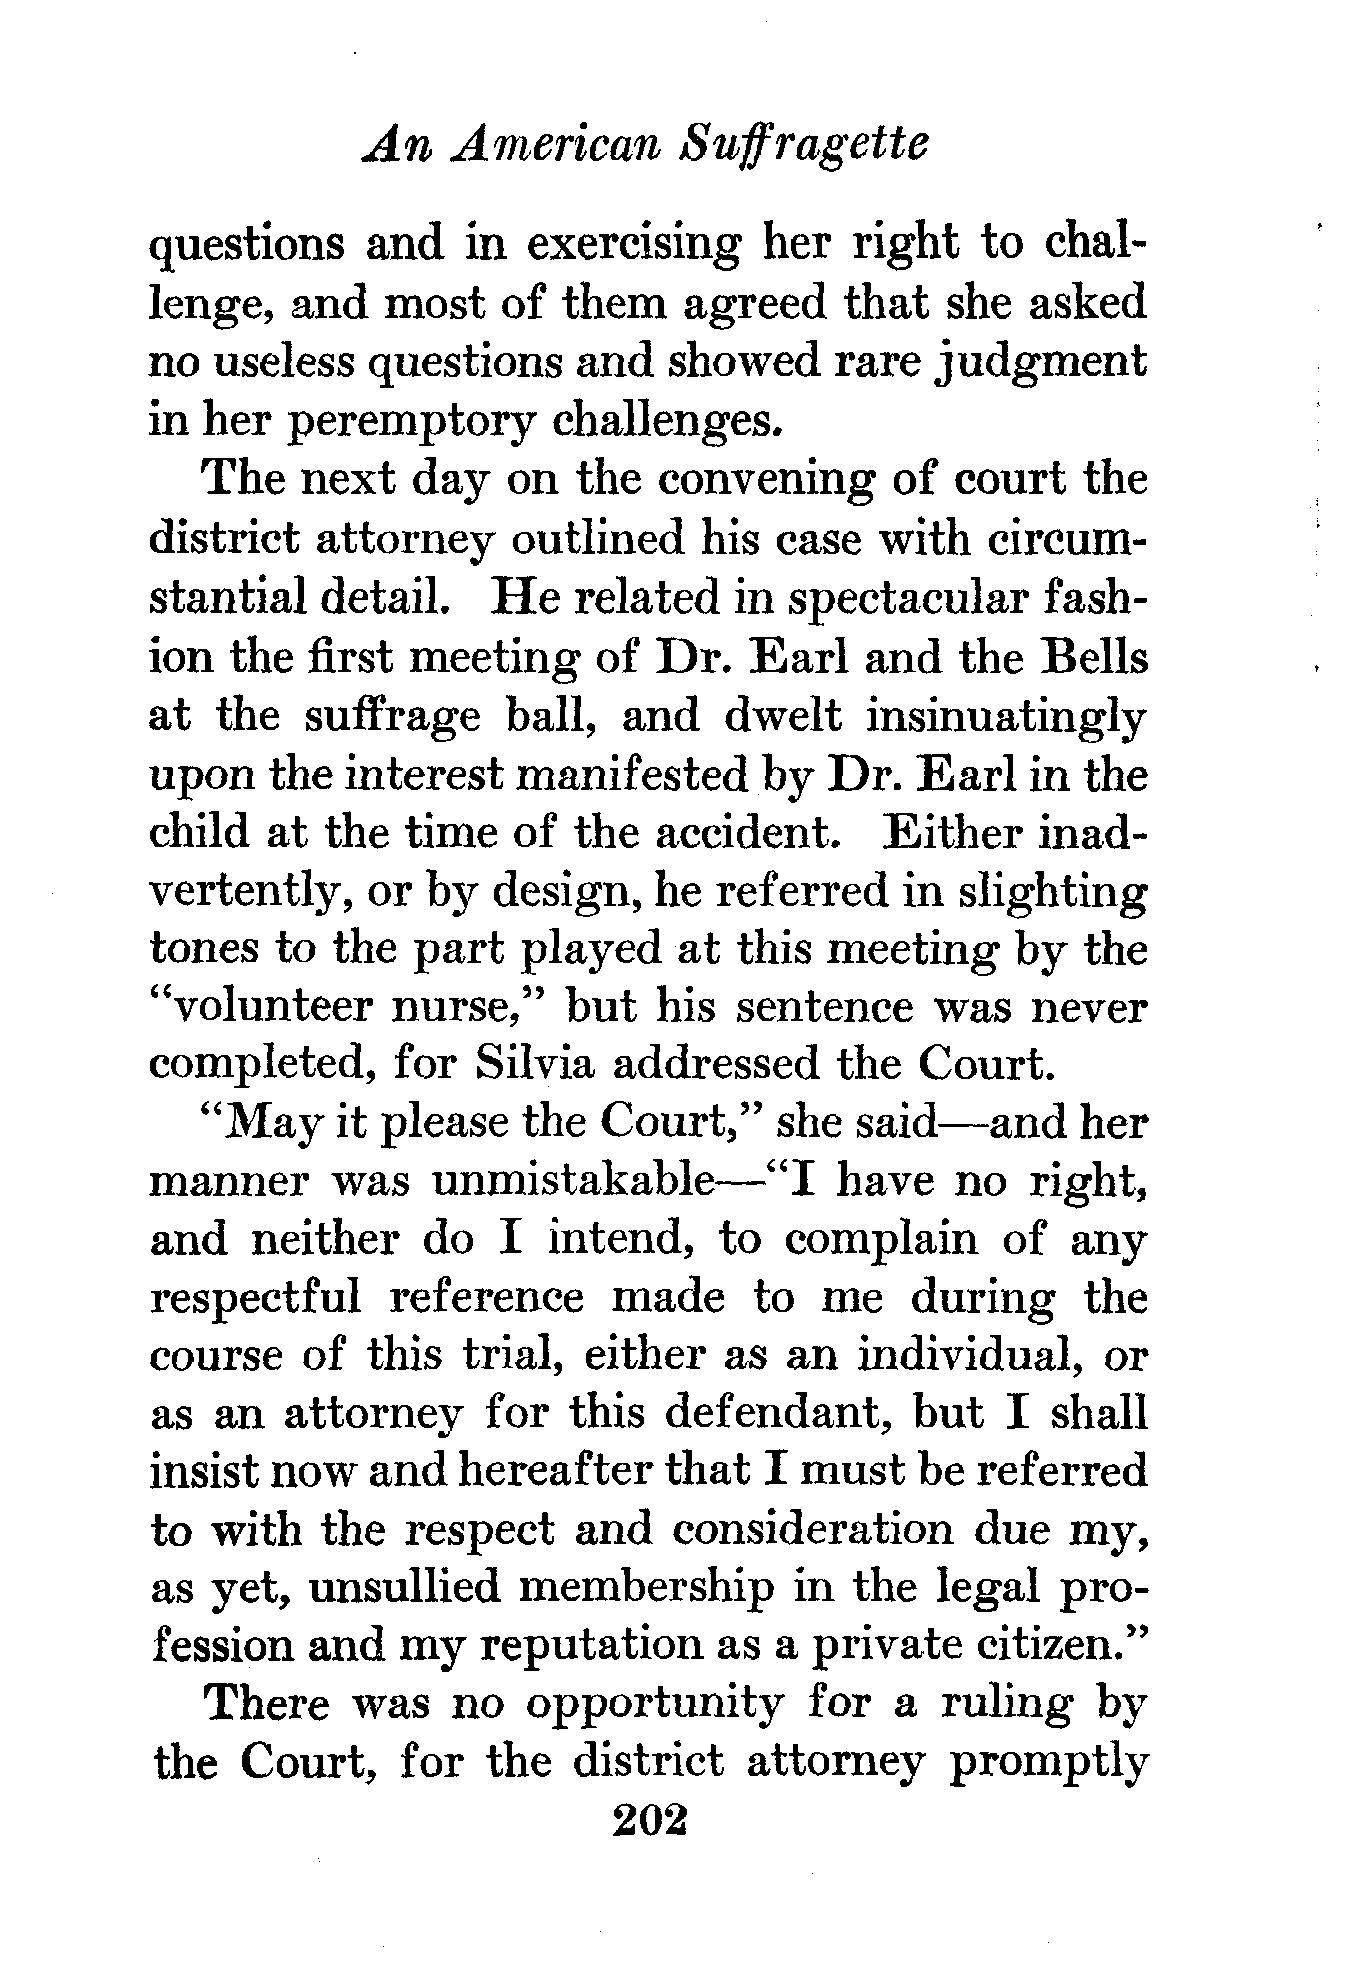 An American Suffragette
questions and in exercising her right to chal-
lenge, and most of them agreed that she asked
no useless questions and showed rare judgment
in her peremptory challenges.
The next day on the convening of court the
district attorney outlined his case with circum-
stantial detail. He related in spectacular fash-
ion the first meeting of Dr. Earl and the Bells
at the suffrage ball, and dwelt insinuatingly
upon the interest manifested by Dr. Earl in the
child at the time of the accident. Either inad-
vertently, or by design, he referred in slighting
tones to the part played at this meeting by the
“volunteer nurse,” but his sentence was never
completed, for Silvia addressed the Court.
“May it please the Court,” she said—and her
manner was unmistakable—“I have no right,
and neither do I intend, to complain of any
respectful reference made to me during the
course of this trial, either as an individual, or
as an attorney for this defendant, but I shall
insist now and hereafter that I must be referred
to with the respect and consideration due my,
as yet, unsullied membership in the legal pro-
fession and my reputation as a private citizen.”
There was no opportunity for a ruling by
the Court, for the district attorney promptly
202